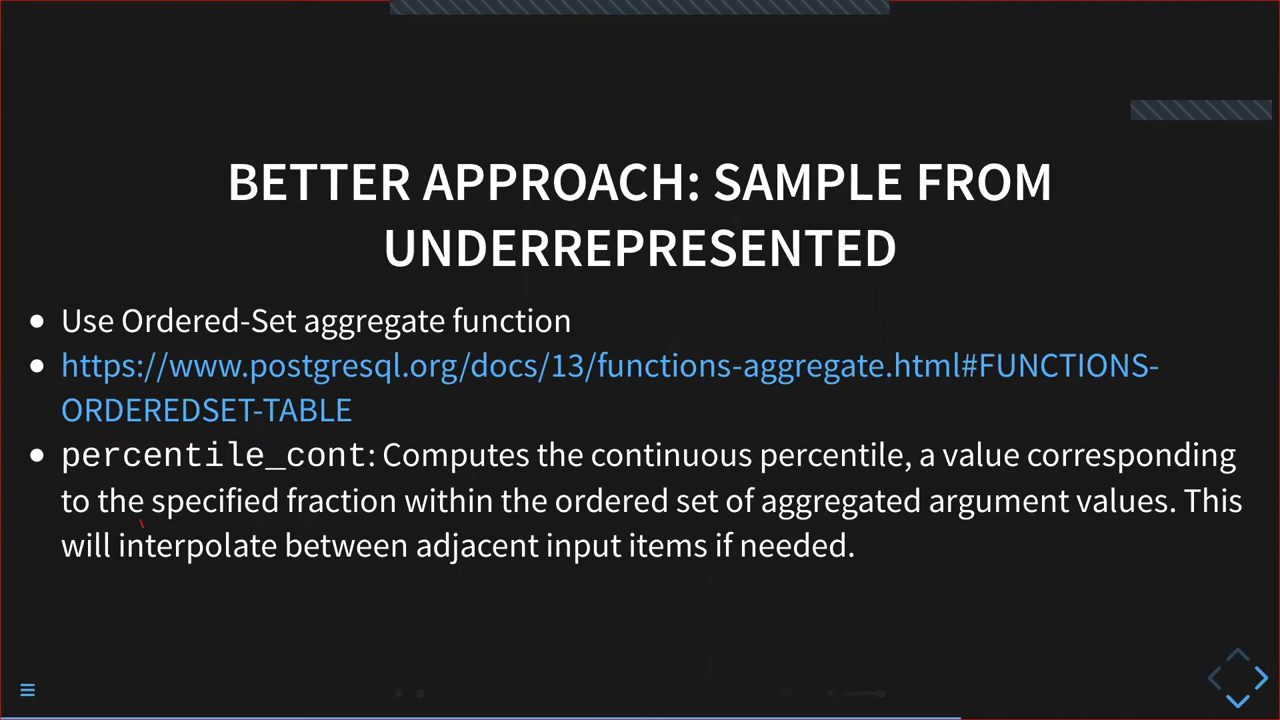 BETTER APPROACH: SAMPLE FROM
UNDERREPRESENTED
Use Ordered-Set aggregate function
https://www.postgresql.org/docs/13/functions-aggregate.html#FUNCTIONS-
ORDEREDSET-TABLE
percentile_cont: Computes the continuous percentile, a value corresponding
to the specified fraction within the ordered set of aggregated argument values. This
will interpolate between adjacent input items if needed.